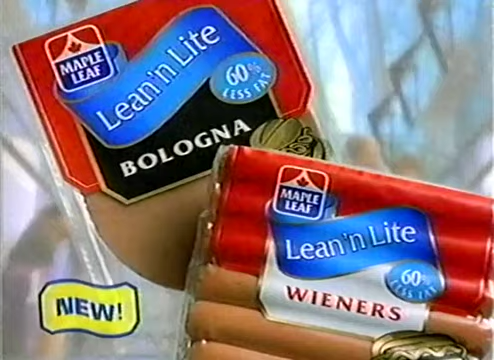 MAPLE
LEAF
Lean'n Lite
60%
LESS FAT
BOLOGNA
MAPLE
LEAF
Lean'n Lite
60%
LESS FAT
WIENERS
NEW!